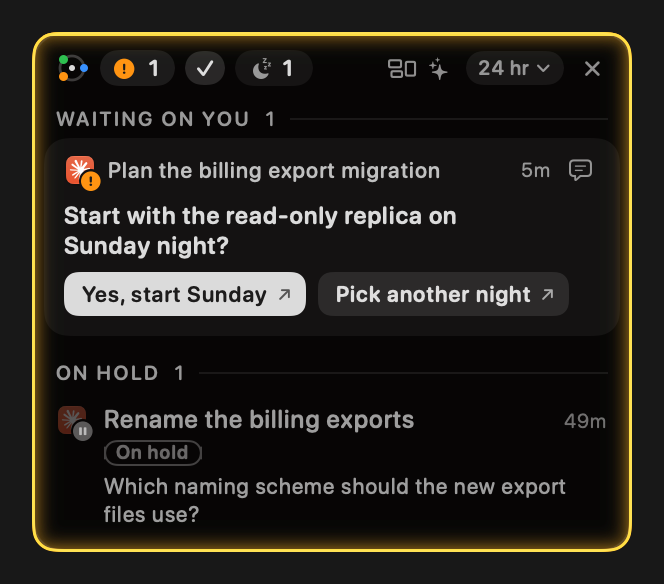 1 1 24 hr
WAITING ON YOU 1
Plan the billing export migration 5m
Start with the read-only replica on
Sunday night?
Yes, start Sunday Pick another night
ON HOLD 1
Rename the billing exports 49m
On hold
Which naming scheme should the new export
files use?